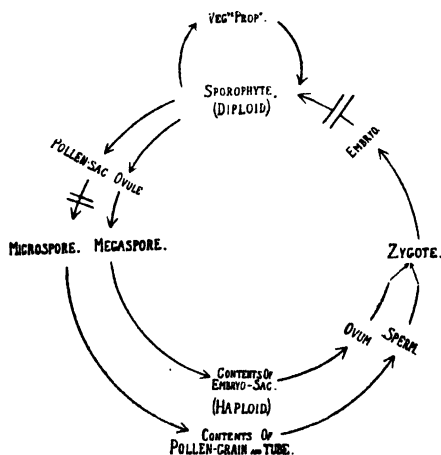 VEGᵛᵉ PROPⁿ.
SPOROPHYTE.
(DIPLOID)
EMBRYO.
POLLEN-SAC
OVULE
MICROSPORE.
MEGASPORE.
ZYGOTE.
OVUM
SPERM.
CONTENTS OF
EMBRYO-SAC.
(HAPLOID)
CONTENTS OF
POLLEN-GRAIN AND TUBE.